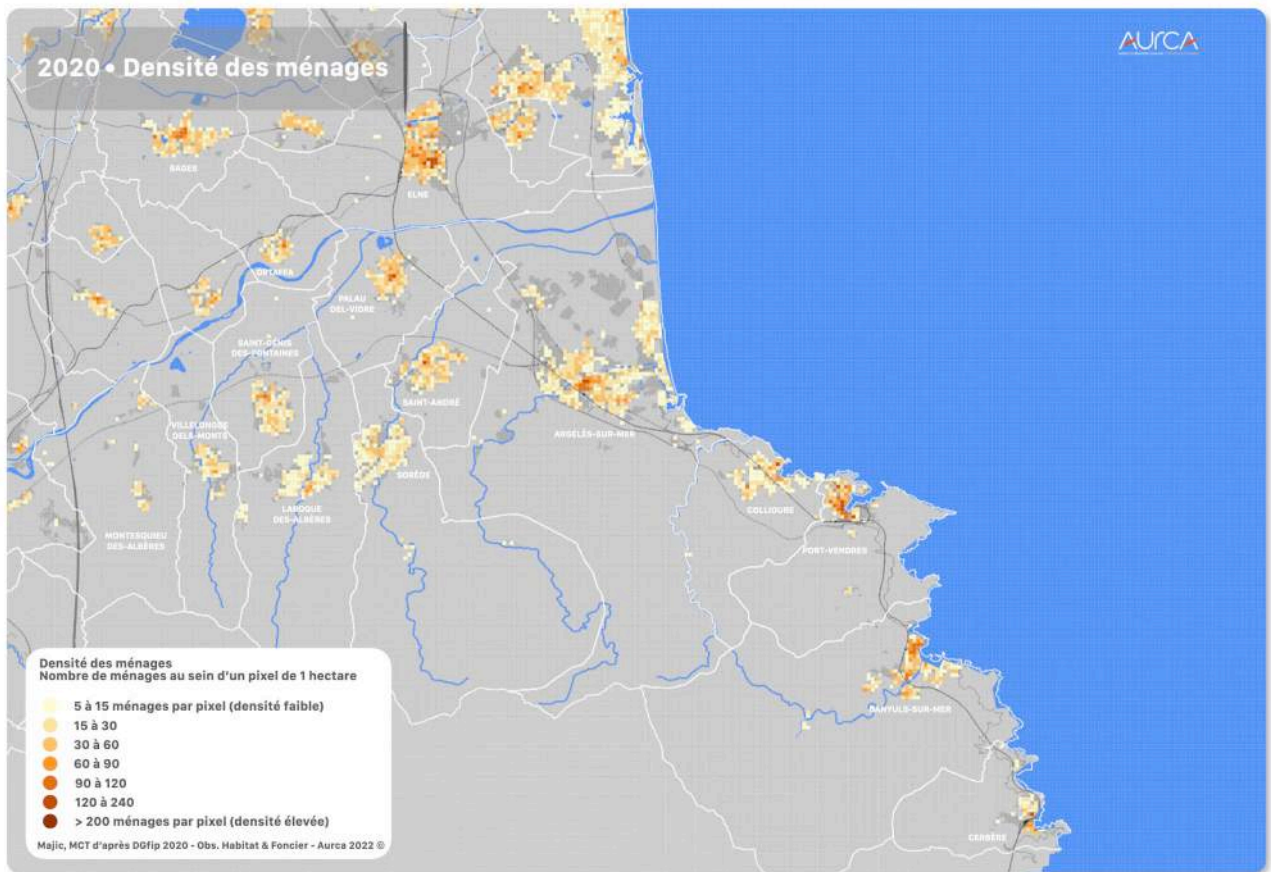 2020 • Densité des ménages
AURCA
BAGES
ELNE
ORTAFFA
PALAU
DEL-VIDRE
SAINT-GÉNIS
DES-FONTAINES
SAINT-ANDRÉ
VILLELONGUE
DELS-MONTS
ARGELÈS-SUR-MER
SORÈDE
LAROQUE
DES-ALBÈRES
COLLIOURE
MONTESQUIEU
DES-ALBÈRES
PORT-VENDRES
BANYULS-SUR-MER
CERBÈRE
Densité des ménages
Nombre de ménages au sein d'un pixel de 1 hectare
5 à 15 ménages par pixel (densité faible)
15 à 30
30 à 60
60 à 90
90 à 120
120 à 240
> 200 ménages par pixel (densité élevée)
Majic, MCT d'après DGfip 2020 - Obs. Habitat & Foncier - Aurca 2022 ©